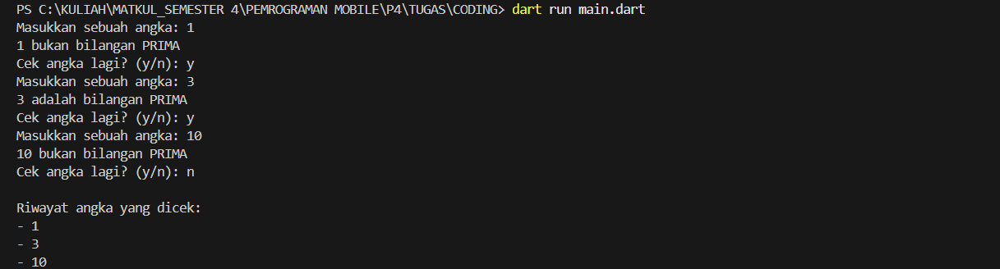 PS C:\KULIAH\MATKUL_SEMESTER 4\PEMROGRAMAN MOBILE\P4\TUGAS\CODING> dart run main.dart
Masukkan sebuah angka: 1
1 bukan bilangan PRIMA
Cek angka lagi? (y/n): y
Masukkan sebuah angka: 3
3 adalah bilangan PRIMA
Cek angka lagi? (y/n): y
Masukkan sebuah angka: 10
10 bukan bilangan PRIMA
Cek angka lagi? (y/n): n
Riwayat angka yang dicek:
- 1
- 3
- 10